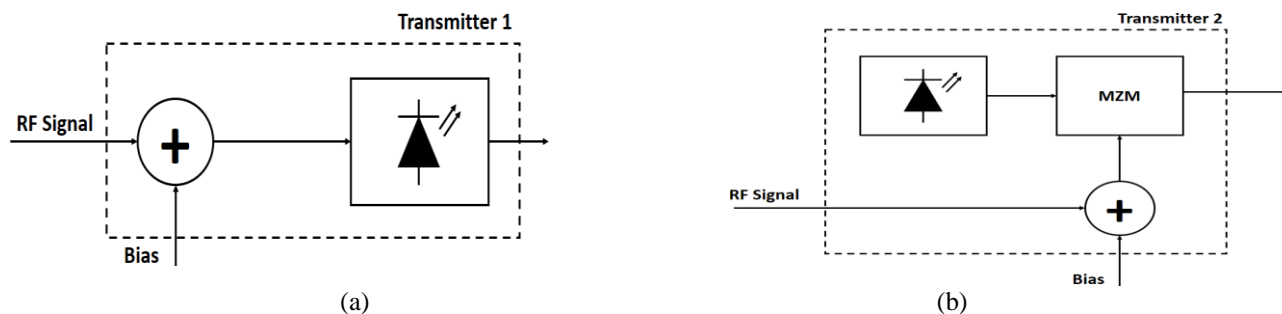 Transmitter 1
RF Signal
+
Bias
(a)
Transmitter 2
MZM
RF Signal
+
Bias
(b)